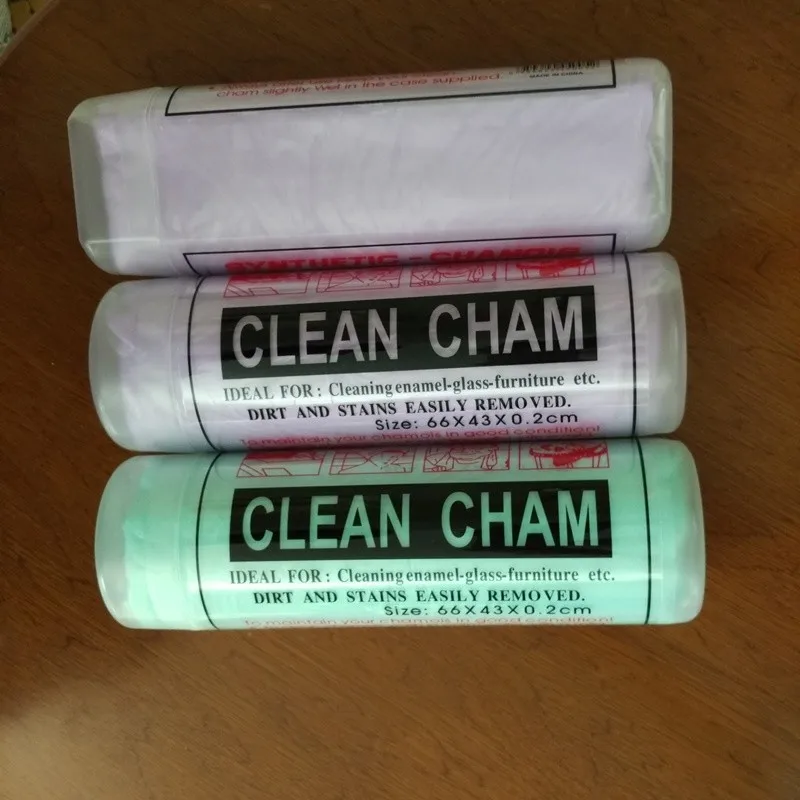 cham slightly wet in the case supplied.
MADE IN CHINA
SYNTHETIC - CHAMOIS
CLEAN CHAM
IDEAL FOR: Cleaning enamel-glass-furniture etc.
DIRT AND STAINS EASILY REMOVED.
Size: 66X43X0.2cm
To maintain your chamois in good condition!
CLEAN CHAM
IDEAL FOR: Cleaning enamel-glass-furniture etc.
DIRT AND STAINS EASILY REMOVED.
Size: 66X43X0.2cm
To maintain your chamois in good condition!